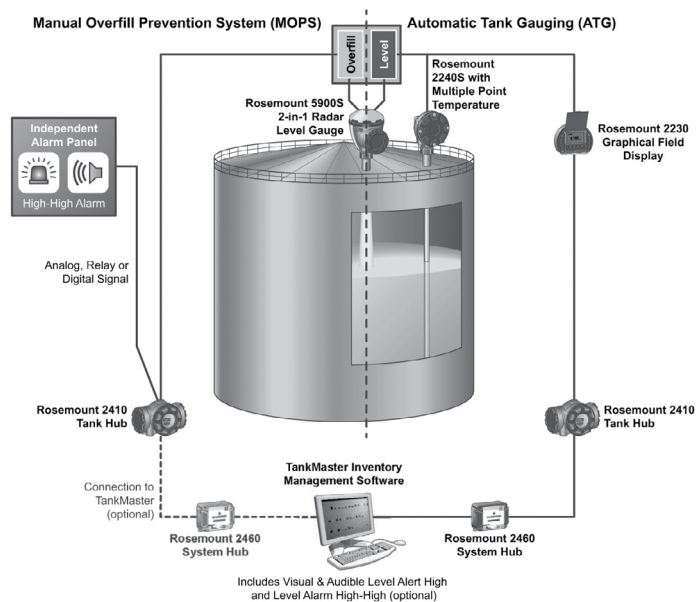 Manual Overfill Prevention System (MOPS)
Automatic Tank Gauging (ATG)
Overfill
Level
Rosemount
2240S with
Multiple Point
Temperature
Rosemount 5900S
2-in-1 Radar
Level Gauge
Rosemount 2230
Graphical Field
Display
Independent
Alarm Panel
High-High Alarm
Analog, Relay or
Digital Signal
Rosemount 2410
Tank Hub
Rosemount 2410
Tank Hub
TankMaster Inventory
Management Software
Connection to
TankMaster
(optional)
Rosemount 2460
System Hub
Rosemount 2460
System Hub
Includes Visual & Audible Level Alert High
and Level Alarm High-High (optional)